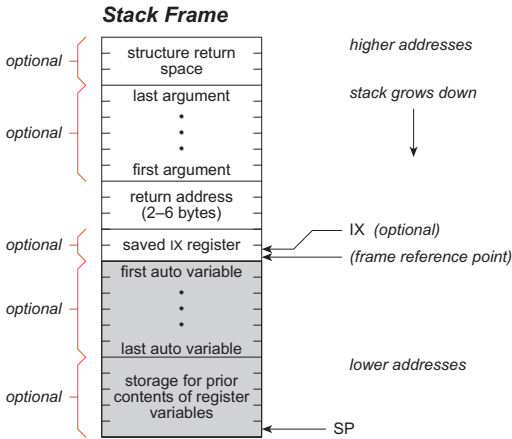 Stack Frame
higher addresses
optional
structure return
space
stack grows down
last argument
optional
first argument
return address
(2–6 bytes)
IX (optional)
optional
saved IX register
(frame reference point)
first auto variable
optional
last auto variable
lower addresses
storage for prior
optional
contents of register
variables
SP